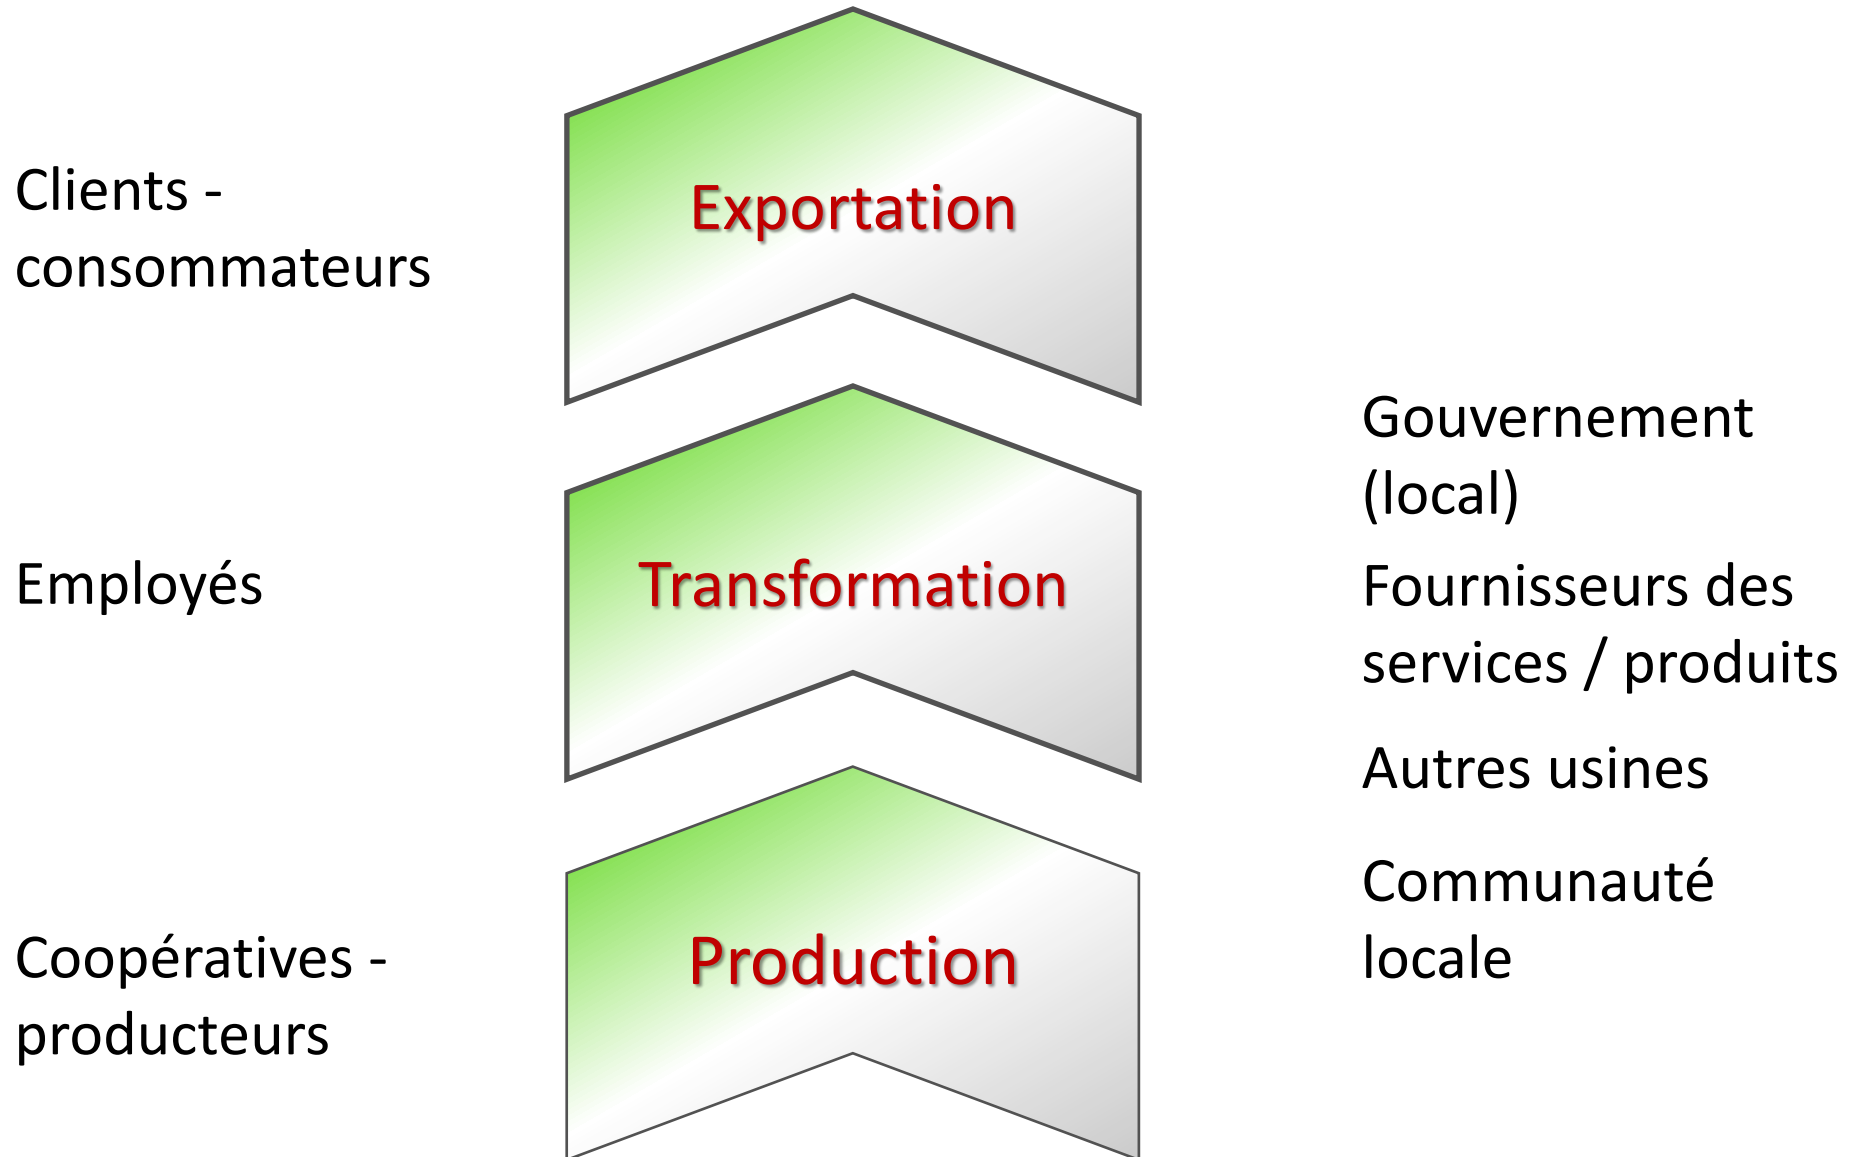 Clients -
consommateurs
Exportation
Employés
Transformation
Coopératives -
producteurs
Production
Gouvernement
(local)
Fournisseurs des
services / produits
Autres usines
Communauté
locale